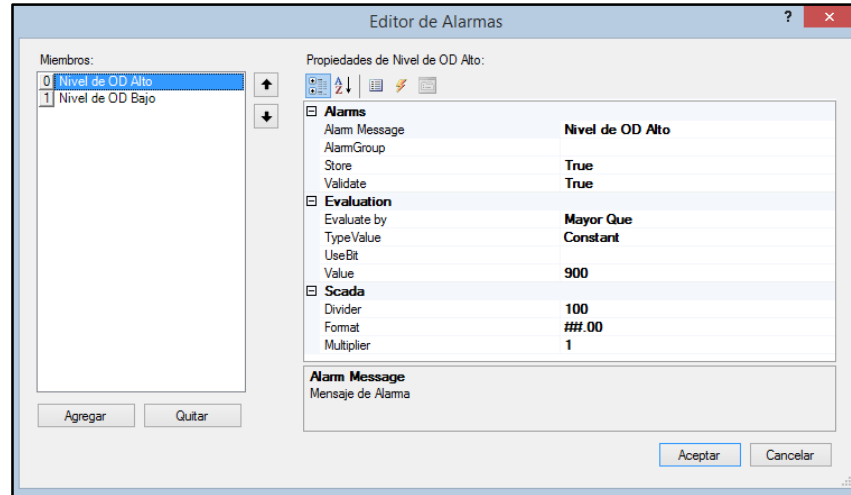 Editor de Alarmas
? ×
Miembros:
0 Nivel de OD Alto
1 Nivel de OD Bajo
Agregar Quitar
Propiedades de Nivel de OD Alto:
Alarms
Alarm Message Nivel de OD Alto
AlarmGroup
Store True
Validate True
Evaluation
Evaluate by Mayor Que
TypeValue Constant
UseBit
Value 900
Scada
Divider 100
Format ##.00
Multiplier 1
Alarm Message
Mensaje de Alarma
Aceptar Cancelar